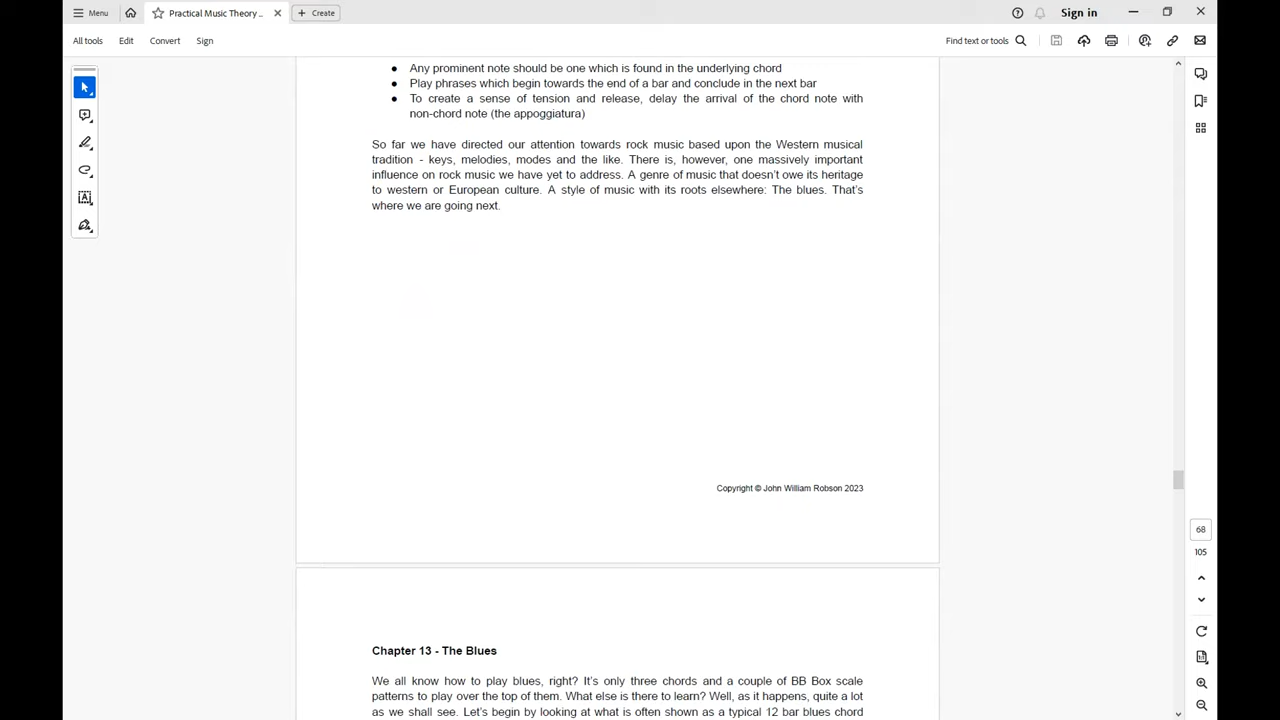 Menu
Practical Music Theory ...
Create
Sign in
All tools
Edit
Convert
Sign
Find text or tools
● Any prominent note should be one which is found in the underlying chord
● Play phrases which begin towards the end of a bar and conclude in the next bar
● To create a sense of tension and release, delay the arrival of the chord note with
non-chord note (the appoggiatura)
So far we have directed our attention towards rock music based upon the Western musical
tradition - keys, melodies, modes and the like. There is, however, one massively important
influence on rock music we have yet to address. A genre of music that doesn't owe its heritage
to western or European culture. A style of music with its roots elsewhere: The blues. That's
where we are going next.
Copyright © John William Robson 2023
68
105
Chapter 13 - The Blues
We all know how to play blues, right? It's only three chords and a couple of BB Box scale
patterns to play over the top of them. What else is there to learn? Well, as it happens, quite a lot
as we shall see. Let's begin by looking at what is often shown as a typical 12 bar blues chord